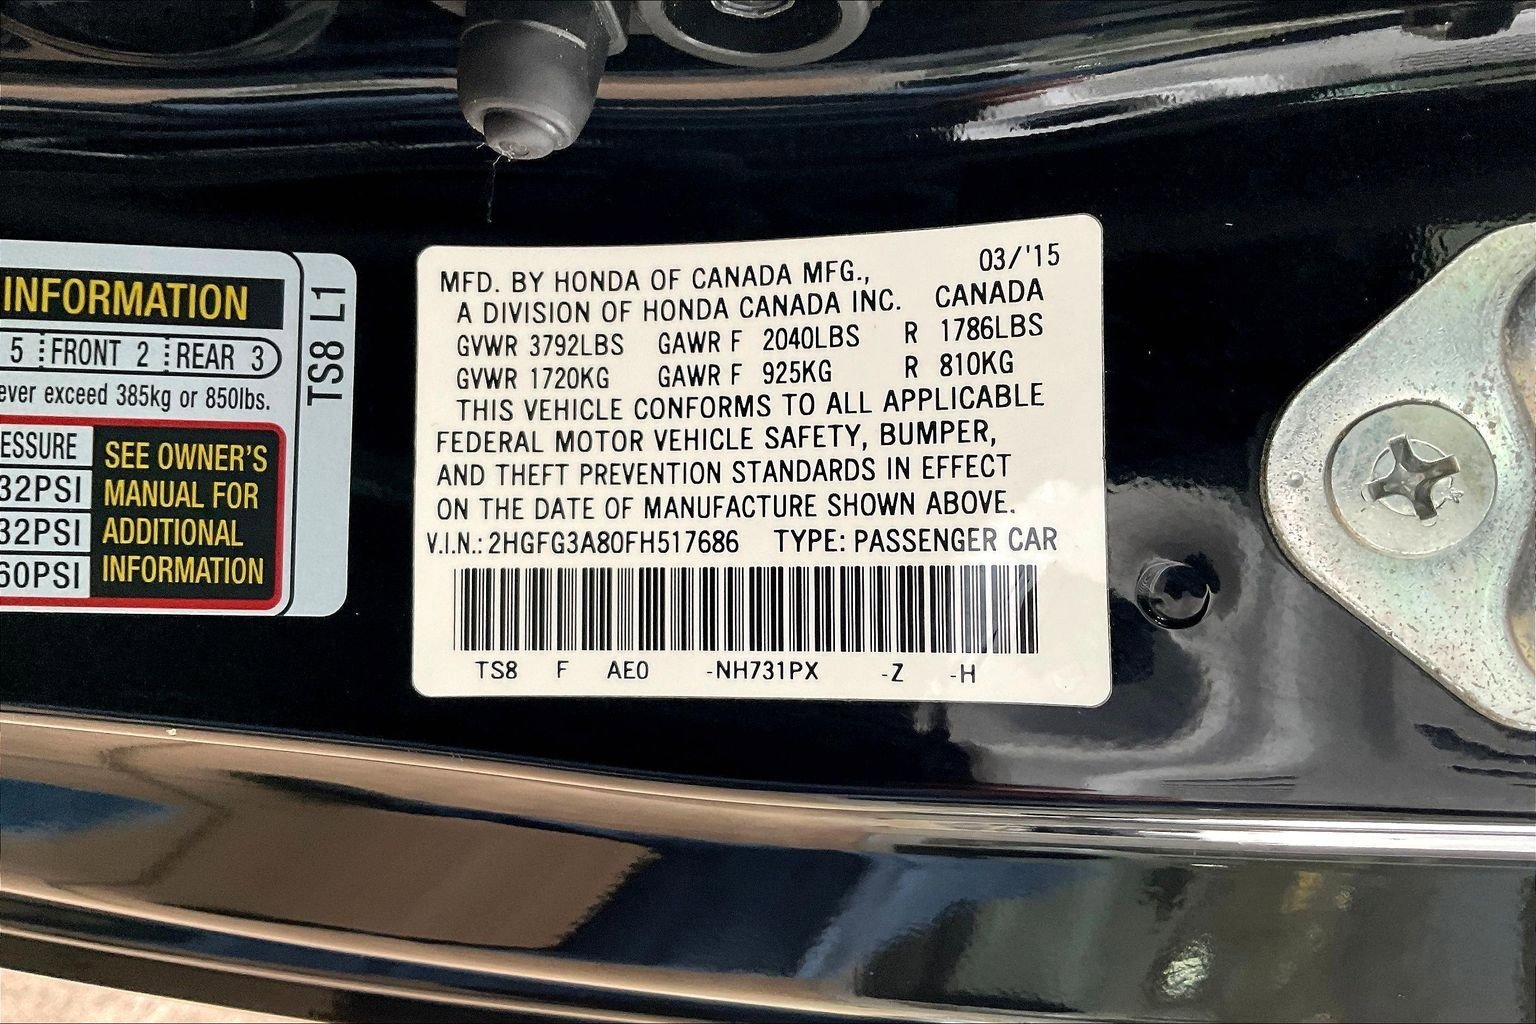 INFORMATION
5 FRONT 2 REAR 3
ever exceed 385kg or 850lbs.
ESSURE
32PSI
32PSI
60PSI
SEE OWNER'S
MANUAL FOR
ADDITIONAL
INFORMATION
TS8 L1
03/'15
MFD. BY HONDA OF CANADA MFG.,
A DIVISION OF HONDA CANADA INC. CANADA
GVWR 3792LBS GAWR F 2040LBS R 1786LBS
GVWR 1720KG GAWR F 925KG R 810KG
THIS VEHICLE CONFORMS TO ALL APPLICABLE
FEDERAL MOTOR VEHICLE SAFETY, BUMPER,
AND THEFT PREVENTION STANDARDS IN EFFECT
ON THE DATE OF MANUFACTURE SHOWN ABOVE.
V.I.N.: 2HGFG3A80FH517686 TYPE: PASSENGER CAR
TS8 F AE0 -NH731PX -Z -H